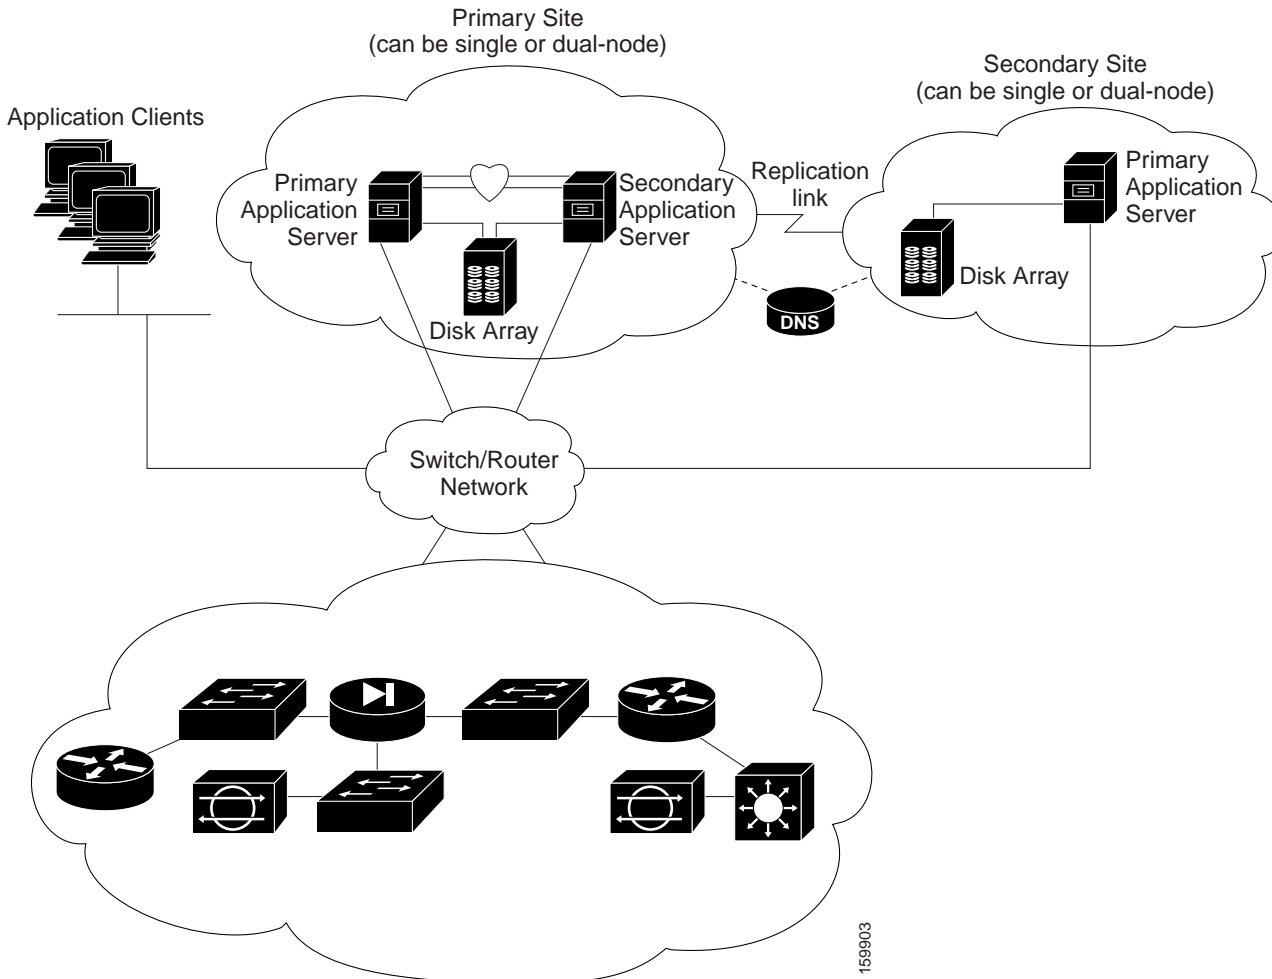 Primary Site
(can be single or dual-node)
Secondary Site
(can be single or dual-node)
Application Clients
Primary
Application
Server
Secondary
Application
Server
Disk Array
Replication
link
DNS
Primary
Application
Server
Disk Array
Switch/Router
Network
159903